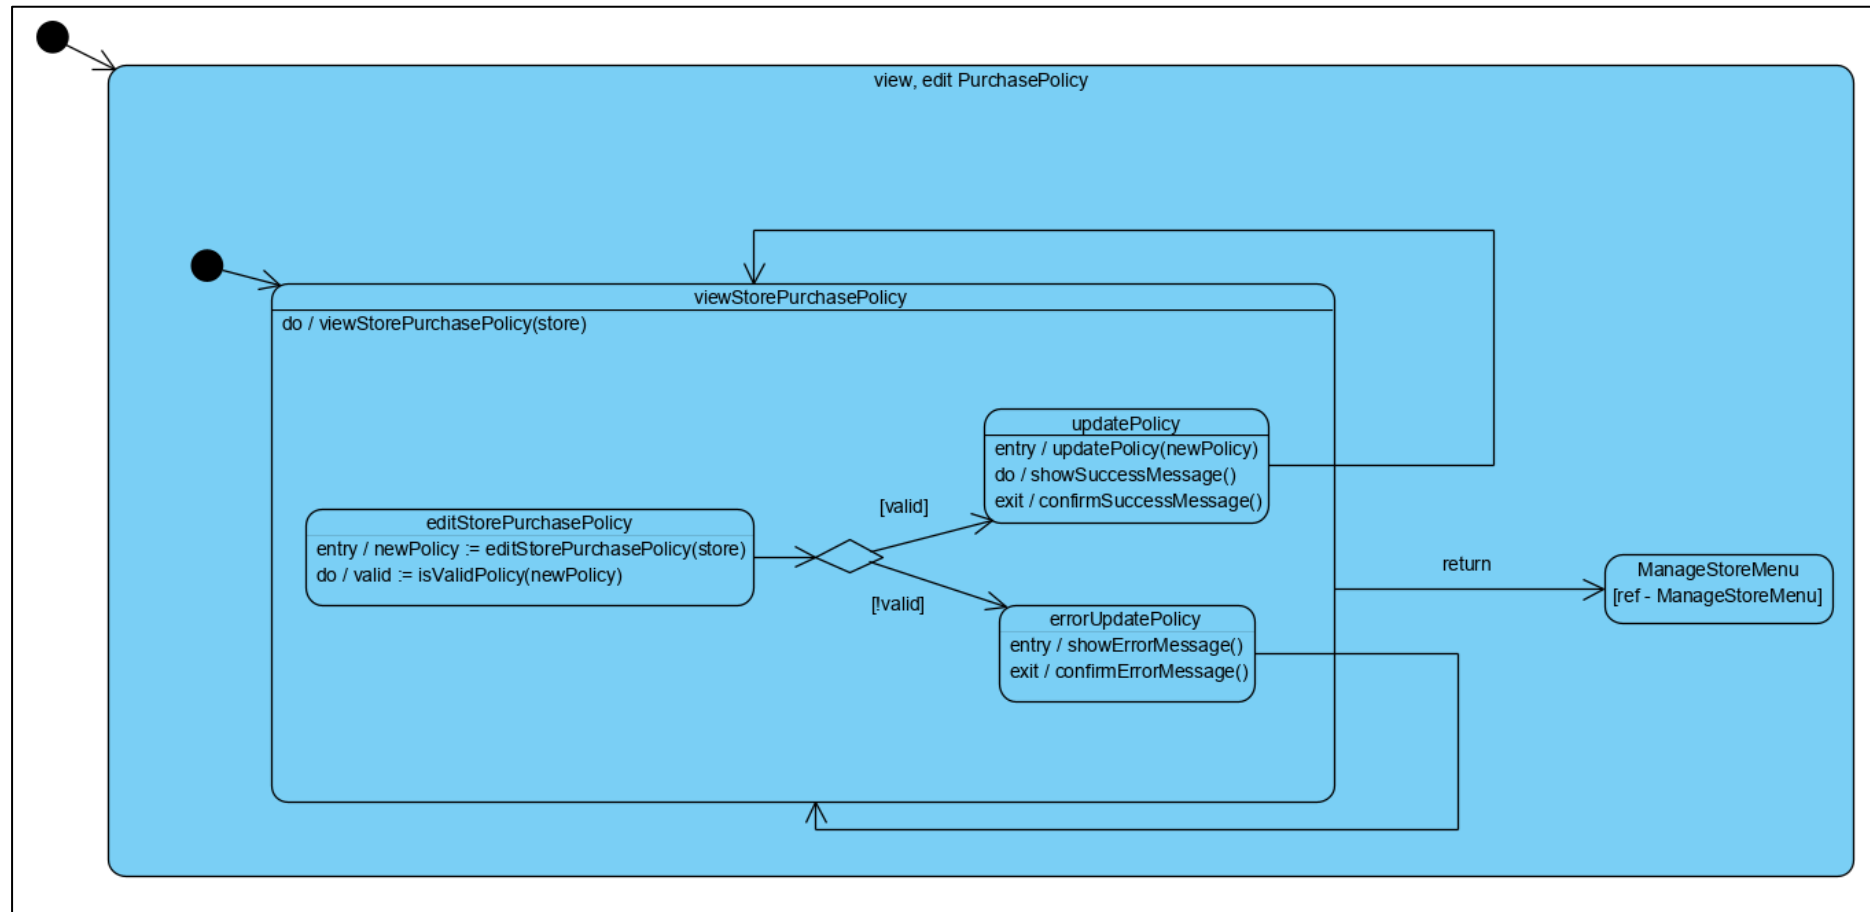 view, edit PurchasePolicy
viewStorePurchasePolicy
do / viewStorePurchasePolicy(store)
updatePolicy
entry / updatePolicy(newPolicy)
do / showSuccessMessage()
exit / confirmSuccessMessage()
[valid]
editStorePurchasePolicy
entry / newPolicy := editStorePurchasePolicy(store)
do / valid := isValidPolicy(newPolicy)
[!valid]
errorUpdatePolicy
entry / showErrorMessage()
exit / confirmErrorMessage()
return
ManageStoreMenu
[ref - ManageStoreMenu]